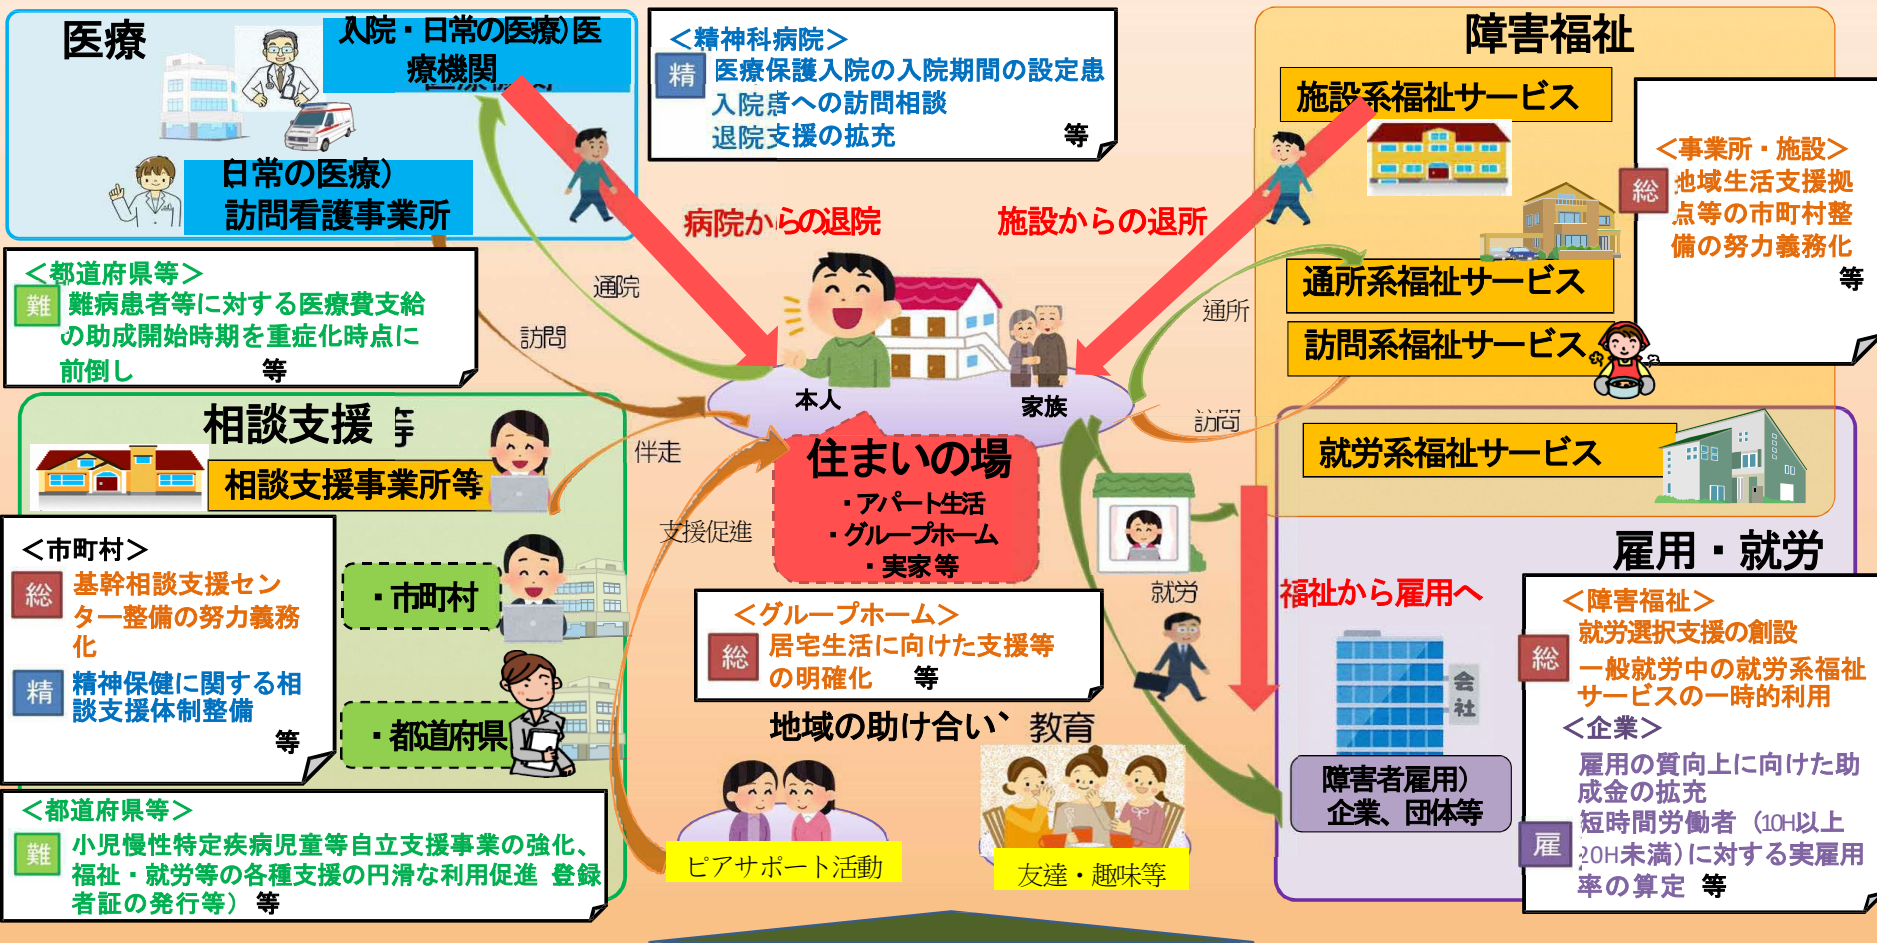 医療
入院・日常の医療)医
療機関
日常の医療)
訪問看護事業所
＜精神科病院＞
精
医療保護入院の入院期間の設定患
入院患者への訪問相談
退院支援の拡充
等
障害福祉
施設系福祉サービス
＜事業所・施設＞
総
地域生活支援拠
点等の市町村整
備の努力義務化
等
通所系福祉サービス
訪問系福祉サービス
就労系福祉サービス
病院からの退院
施設からの退所
通院
訪問
通所
訪問
＜都道府県等＞
難
難病患者等に対する医療費支給
の助成開始時期を重症化時点に
前倒し 等
本人
家族
相談支援 等
相談支援事業所等
伴走
支援促進
住まいの場
・アパート生活
・グループホーム
・実家等
＜市町村＞
総
基幹相談支援セン
ター整備の努力義務
化
精
精神保健に関する相
談支援体制整備
等
・市町村
・都道府県
＜グループホーム＞
総
居宅生活に向けた支援等
の明確化 等
就労
福祉から雇用へ
雇用・就労
会
社
障害者雇用)
企業、団体等
＜障害福祉＞
総
就労選択支援の創設
一般就労中の就労系福祉
サービスの一時的利用
＜企業＞
雇用の質向上に向けた助
成金の拡充
雇
短時間労働者（10H以上
20H未満)に対する実雇用
率の算定 等
地域の助け合い、教育
ピアサポート活動
友達・趣味等
＜都道府県等＞
難
小児慢性特定疾病児童等自立支援事業の強化、
福祉・就労等の各種支援の円滑な利用促進 登録
者証の発行等) 等